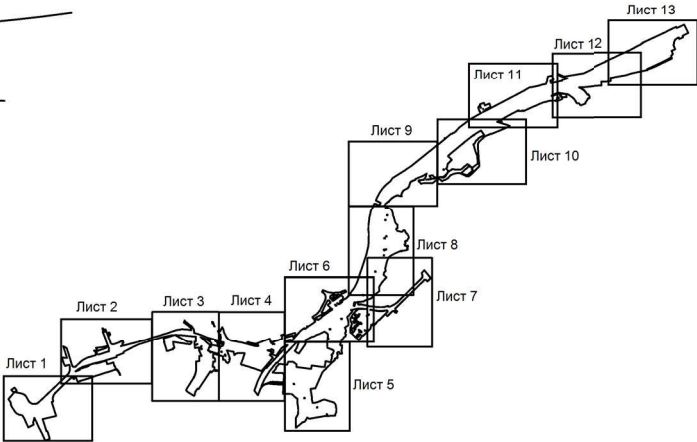 Лист 13
Лист 12
Лист 11
Лист 9
Лист 10
Лист 8
Лист 6
Лист 7
Лист 2
Лист 3
Лист 4
Лист 1
Лист 5